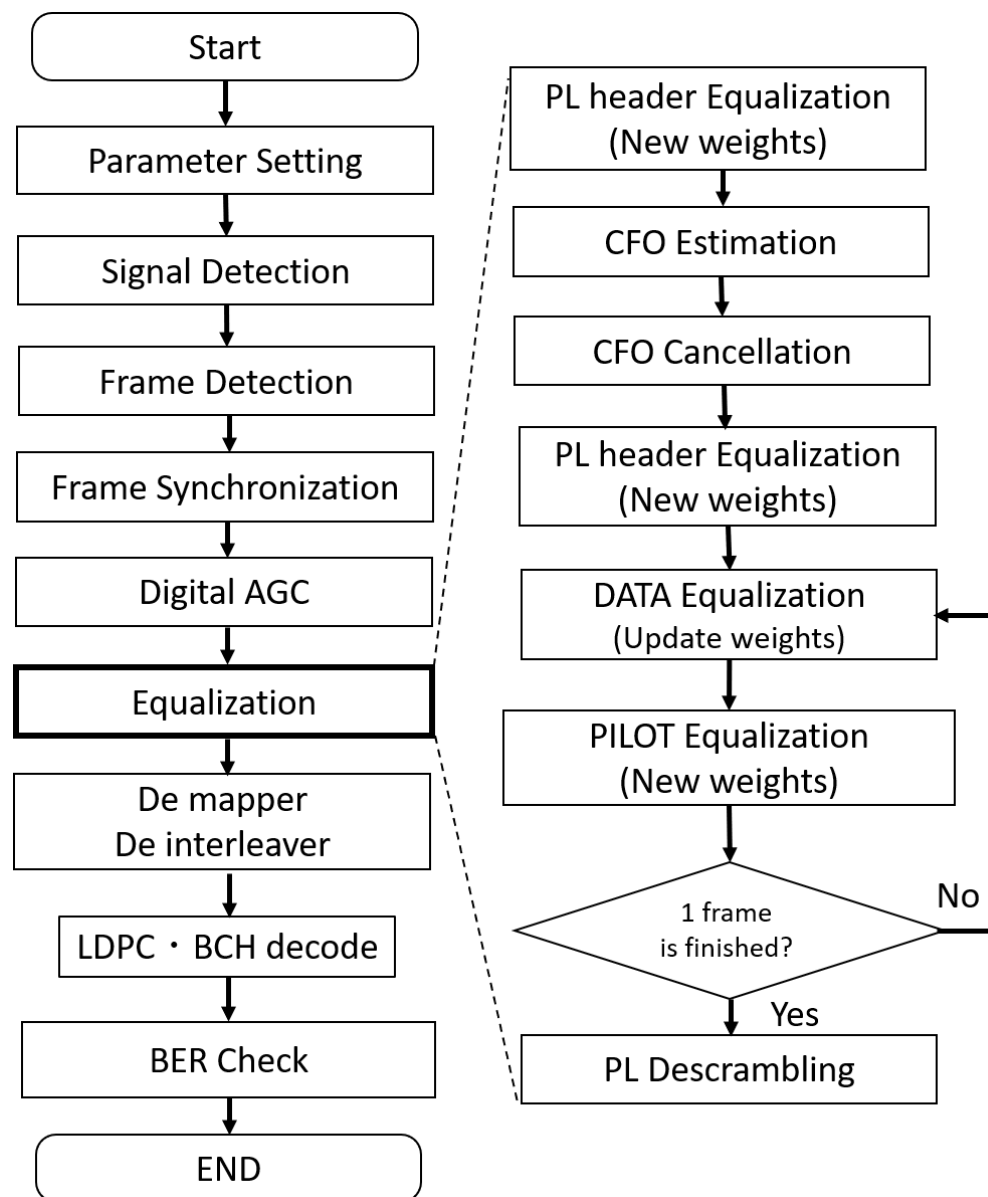 Start
Parameter Setting
Signal Detection
Frame Detection
Frame Synchronization
Digital AGC
Equalization
De mapper
De interleaver
LDPC・BCH decode
BER Check
END
PL header Equalization
(New weights)
CFO Estimation
CFO Cancellation
PL header Equalization
(New weights)
DATA Equalization
(Update weights)
PILOT Equalization
(New weights)
1 frame
is finished?
No
Yes
PL Descrambling